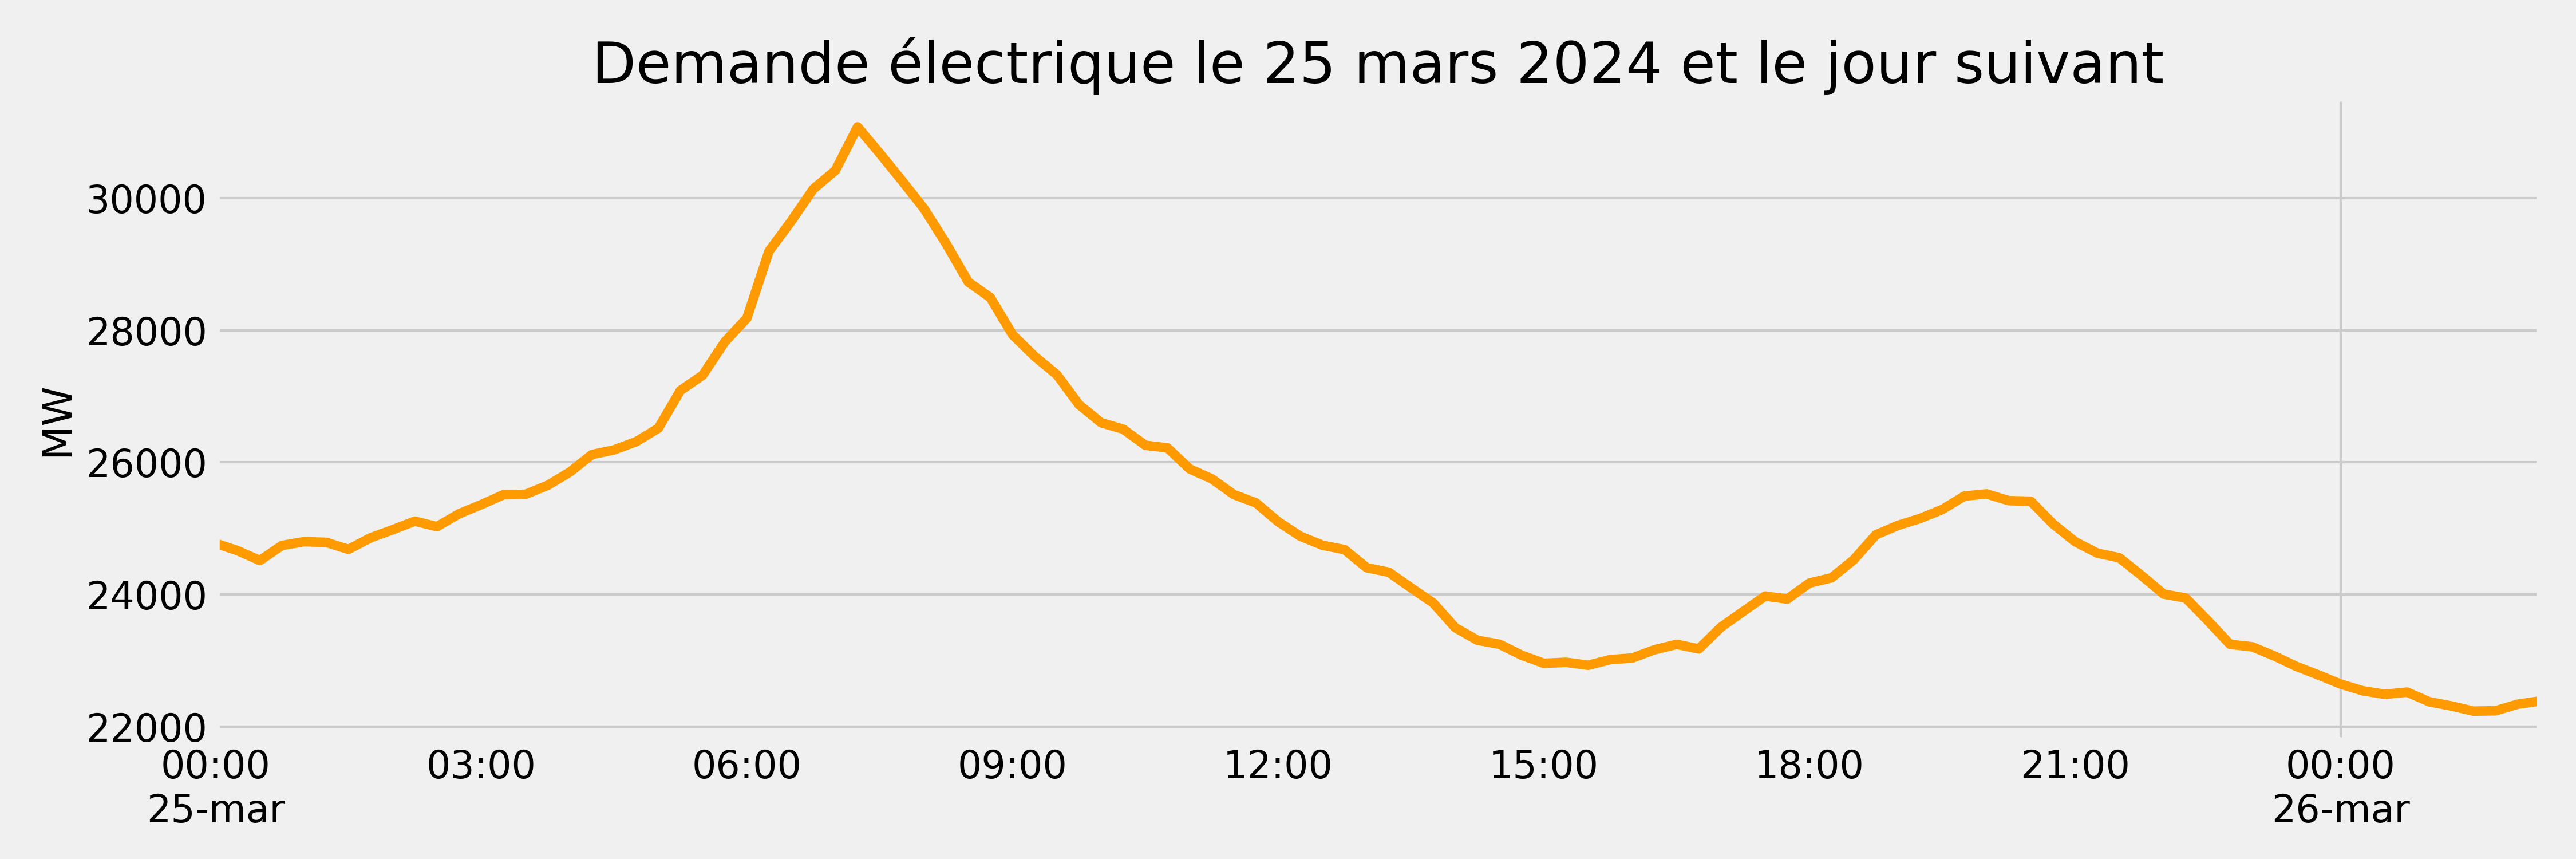 Demande électrique le 25 mars 2024 et le jour suivant
MW
30000
28000
26000
24000
22000
00:00 03:00 06:00 09:00 12:00 15:00 18:00 21:00 00:00
25-mar 26-mar